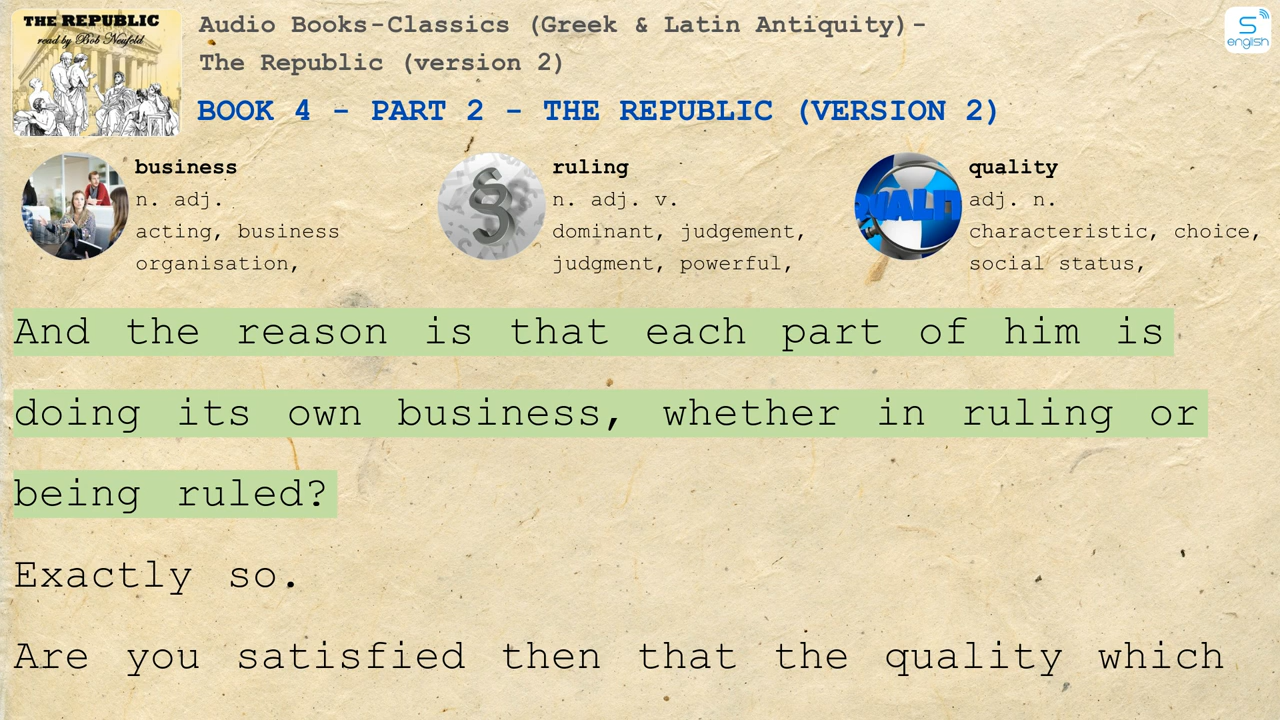 THE REPUBLIC
read by Bob Neufeld
Audio Books-Classics (Greek & Latin Antiquity)-
The Republic (version 2)
BOOK 4 - PART 2 - THE REPUBLIC (VERSION 2)
S
english
business
n. adj.
acting, business
organisation,
ruling
n. adj. v.
dominant, judgement,
judgment, powerful,
QUALIT
quality
adj. n.
characteristic, choice,
social status,
And the reason is that each part of him is
doing its own business, whether in ruling or
being ruled?
Exactly so.
Are you satisfied then that the quality which